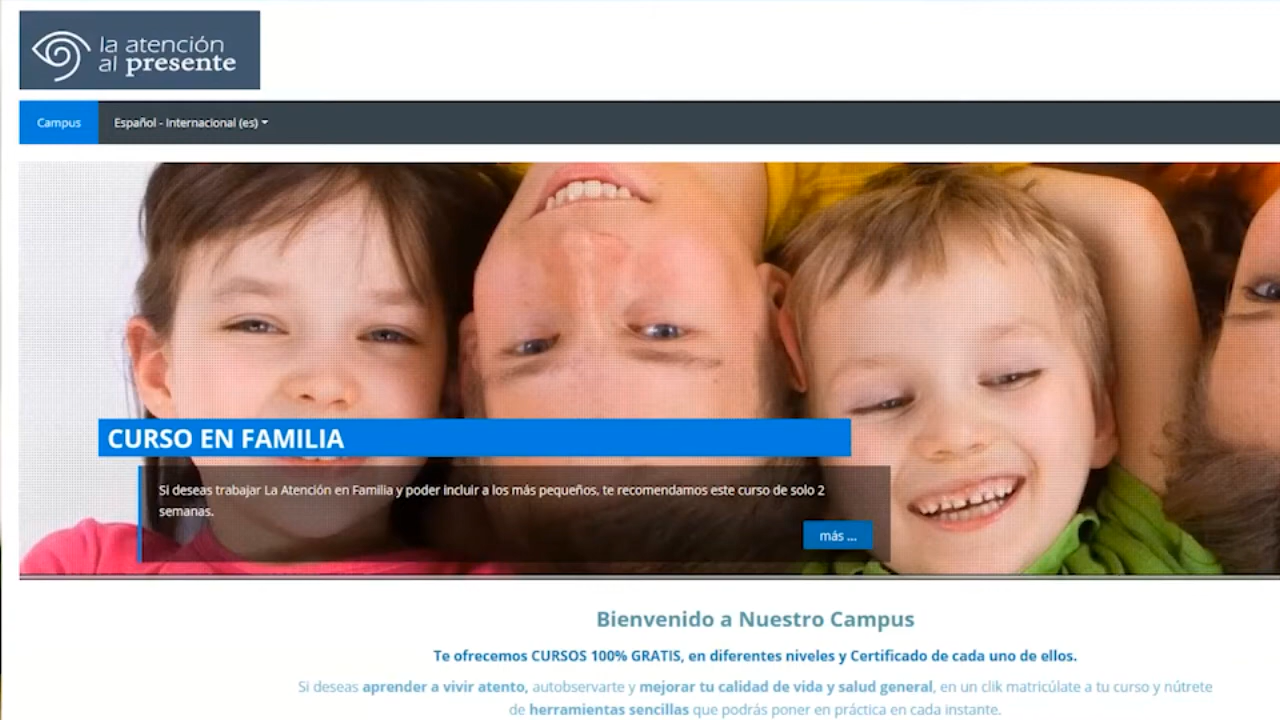 la atención
al presente
Campus
Español - Internacional (es)
CURSO EN FAMILIA
Si deseas trabajar La Atención en Familia y poder incluir a los más pequeños, te recomendamos este curso de solo 2
semanas.
más ...
Bienvenido a Nuestro Campus
Te ofrecemos CURSOS 100% GRATIS, en diferentes niveles y Certificado de cada uno de ellos.
Si deseas aprender a vivir atento, autobservarte y mejorar tu calidad de vida y salud general, en un clik matricúlate a tu curso y nútrete
de herramientas sencillas que podrás poner en práctica en cada instante.